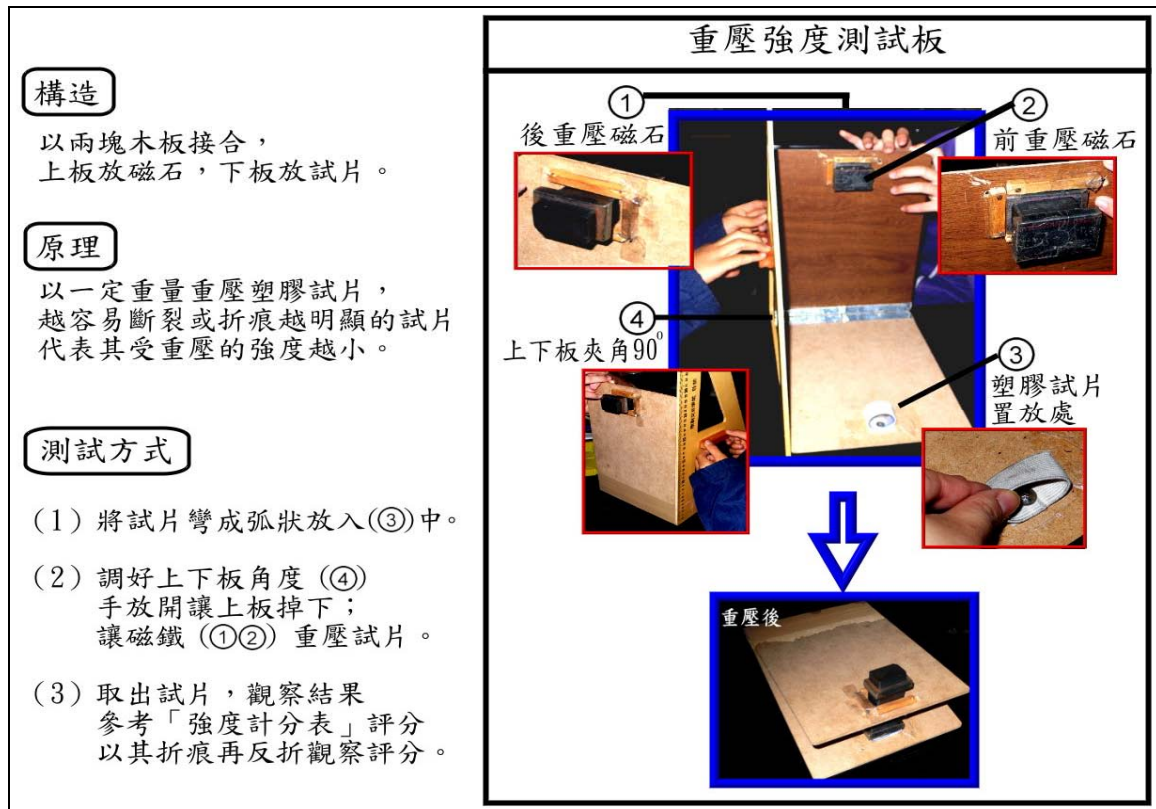 構造
以兩塊木板接合，
上板放磁石，下板放試片。
原理
以一定重量重壓塑膠試片，
越容易斷裂或折痕越明顯的試片
代表其受重壓的強度越小。
測試方式
(1) 將試片彎成弧狀放入(③)中。
(2) 調好上下板角度 (④)
手放開讓上板掉下；
讓磁鐵 (①②) 重壓試片。
(3) 取出試片，觀察結果
參考「強度計分表」評分
以其折痕再反折觀察評分。
重壓強度測試板
①
後重壓磁石
②
前重壓磁石
④
上下板夾角90°
③
塑膠試片
置放處
重壓後